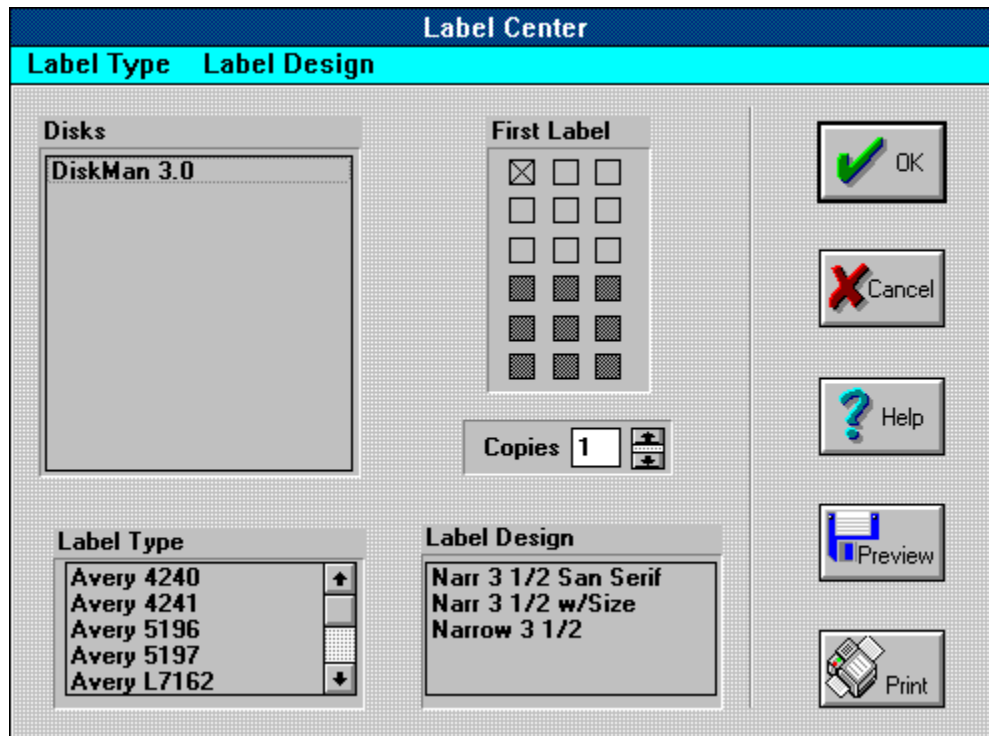 Label Center
Label Type Label Design
Disks
DiskMan 3.0
First Label
Copies 1
Label Type
Avery 4240
Avery 4241
Avery 5196
Avery 5197
Avery L7162
Label Design
Narr 3 1/2 San Serif
Narr 3 1/2 w/Size
Narrow 3 1/2
OK
Cancel
Help
Preview
Print